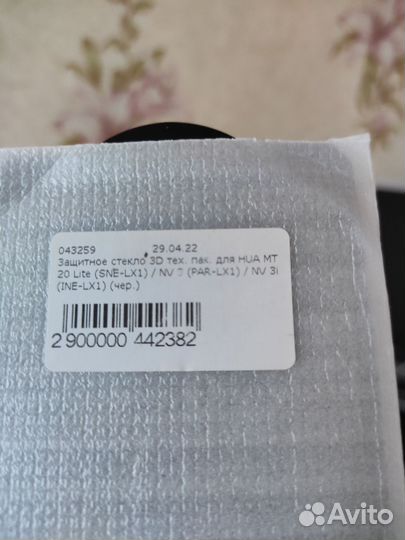 043259 29.04.22
Защитное стекло 3D тех. пак. для HUA MT
20 Lite (SNE-LX1) / NV 3 (PAR-LX1) / NV 3i
(INE-LX1) (чер.)
2 900000 442382
Avito